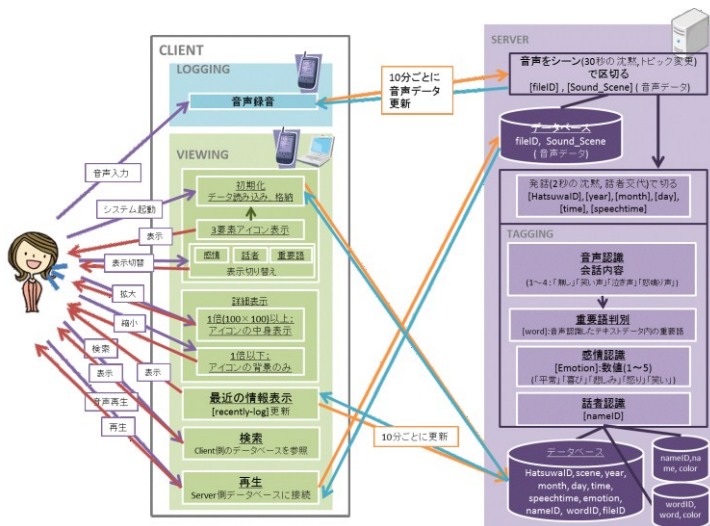 CLIENT
LOGGING
音声録音
VIEWING
初期化
データ読み込み、格納
3要素アイコン表示
感情
話者
重要語
表示切り替え
詳細表示
1倍(100×100)以上:
アイコンの中身表示
1倍以下:
アイコンの背景のみ
最近の情報表示
[recently-log]更新
検索
Client側のデータベースを参照
再生
Server側データベースに接続
音声入力
システム起動
表示
表示切替
拡大
縮小
検索
表示
表示
音声再生
再生
10分ごとに
音声データ
更新
10分ごとに更新
SERVER
音声をシーン(30秒の沈黙,トピック変更)
で区切る
[fileID] , [Sound_Scene] ( 音声データ)
データベース
fileID, Sound_Scene
( 音声データ)
発話(2秒の沈黙, 話者交代)で切る
[HatsuwaID],[year], [month], [day],
[time], [speechtime]
TAGGING
音声認識
会話内容
(1~4:「無し」「笑い声」「泣き声」「怒鳴り声」)
重要語判別
[word]:音声認識したテキストデータ内の重要語
感情認識
[Emotion]:数値(1~5)
(「平常」「喜び」「悲しみ」「怒り」「笑い」)
話者認識
[nameID]
データベース
HatsuwaID, scene, year,
month, day, time,
speechtime, emotion,
nameID, wordID, fileID
nameID,na
me, color
wordID,
word, color